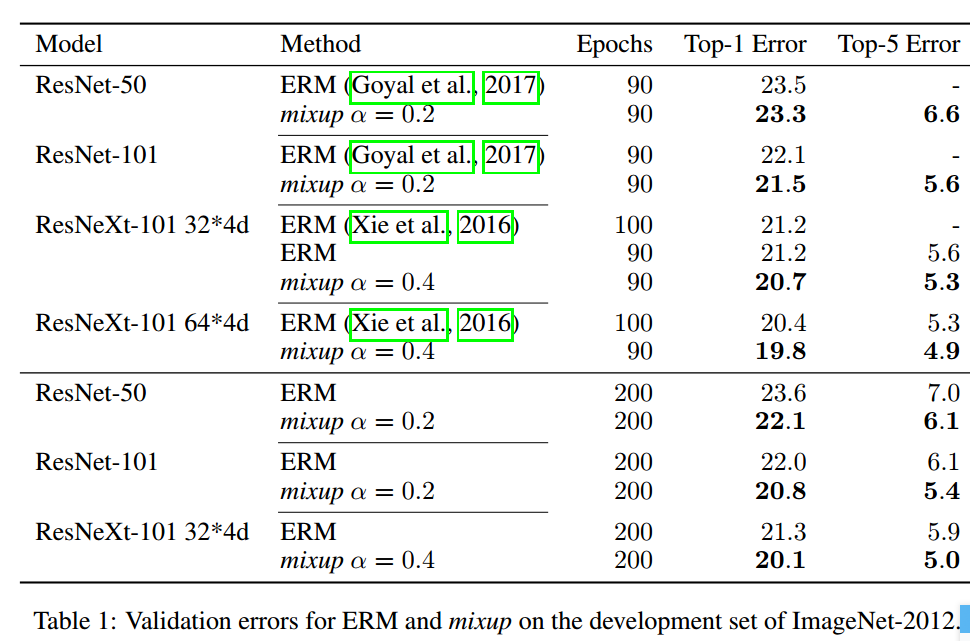 Model Method Epochs Top-1 Error Top-5 Error
ResNet-50 ERM (Goyal et al., 2017) 90 23.5 -
mixup α = 0.2 90 23.3 6.6
ResNet-101 ERM (Goyal et al., 2017) 90 22.1 -
mixup α = 0.2 90 21.5 5.6
ResNeXt-101 32*4d ERM (Xie et al., 2016) 100 21.2 -
ERM 90 21.2 5.6
mixup α = 0.4 90 20.7 5.3
ResNeXt-101 64*4d ERM (Xie et al., 2016) 100 20.4 5.3
mixup α = 0.4 90 19.8 4.9
ResNet-50 ERM 200 23.6 7.0
mixup α = 0.2 200 22.1 6.1
ResNet-101 ERM 200 22.0 6.1
mixup α = 0.2 200 20.8 5.4
ResNeXt-101 32*4d ERM 200 21.3 5.9
mixup α = 0.4 200 20.1 5.0
Table 1: Validation errors for ERM and mixup on the development set of ImageNet-2012.